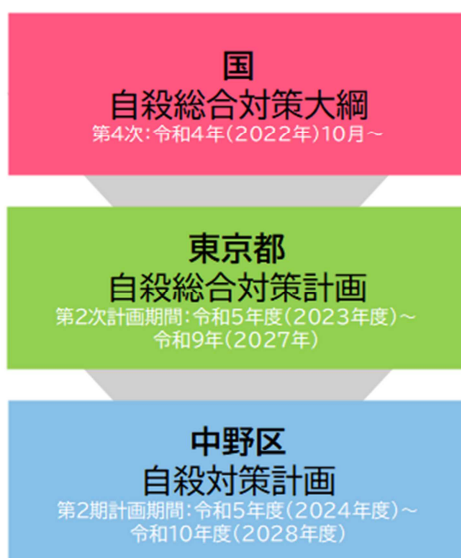 国
自殺総合対策大綱
第4次:令和4年(2022年)10月～
東京都
自殺総合対策計画
第2次計画期間:令和5年度(2023年度)～
令和9年(2027年)
中野区
自殺対策計画
第2期計画期間:令和5年度(2024年度)～
令和10年度(2028年度)